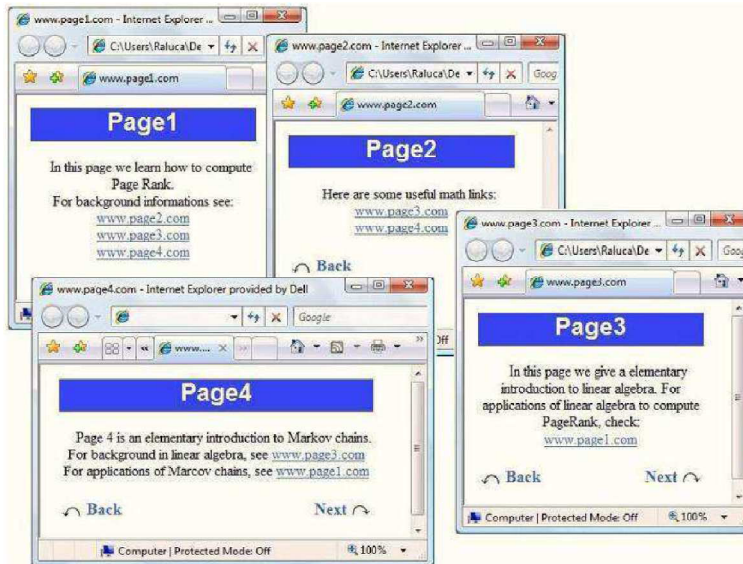 www.page1.com - Internet Explorer ...
C:\Users\Raluca\De
www.page1.com
Page1
In this page we learn how to compute
Page Rank.
For background informations see:
www.page2.com
www.page3.com
www.page4.com
www.page2.com - Internet Explorer ...
C:\Users\Raluca\De
Goog
www.page2.com
Page2
Here are some useful math links:
www.page3.com
www.page4.com
Back
www.page3.com - Internet Explorer ...
C:\Users\Raluca\De
Goog
www.page3.com
Page3
In this page we give a elementary
introduction to linear algebra. For
applications of linear algebra to compute
PageRank, check:
www.page1.com
Back Next
Computer | Protected Mode: Off 100%
www.page4.com - Internet Explorer provided by Dell
Google
www....
Page4
Page 4 is an elementary introduction to Markov chains.
For background in linear algebra, see www.page3.com
For applications of Marcov chains, see www.page1.com
Back Next
Computer | Protected Mode: Off 100%
Off